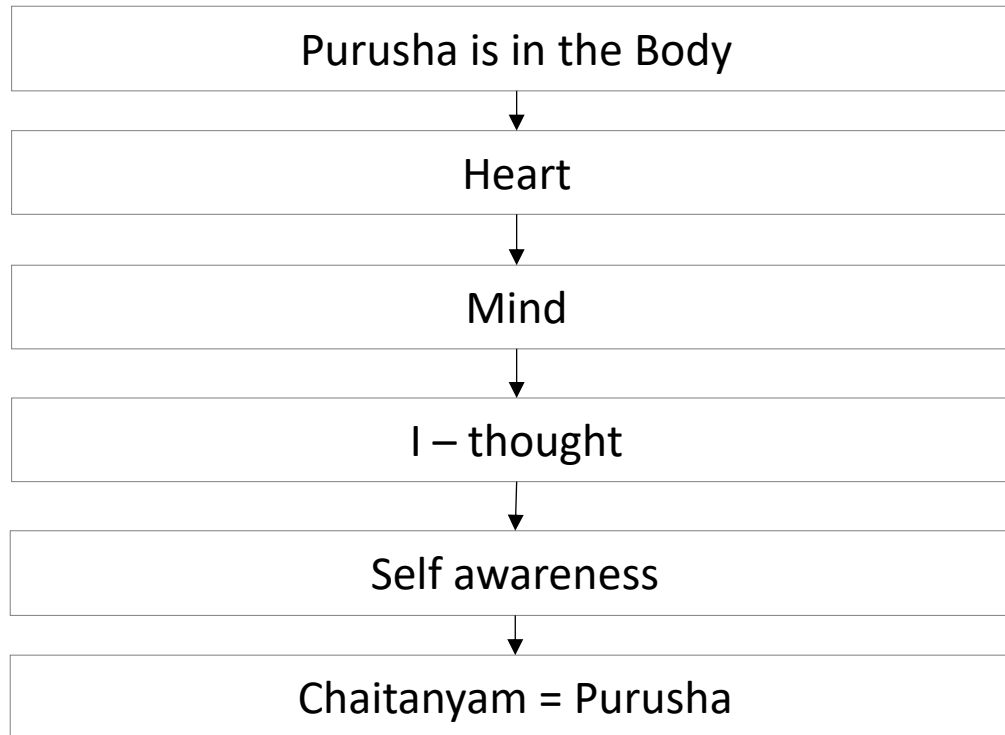 Purusha is in the Body
Heart
Mind
I – thought
Self awareness
Chaitanyam = Purusha